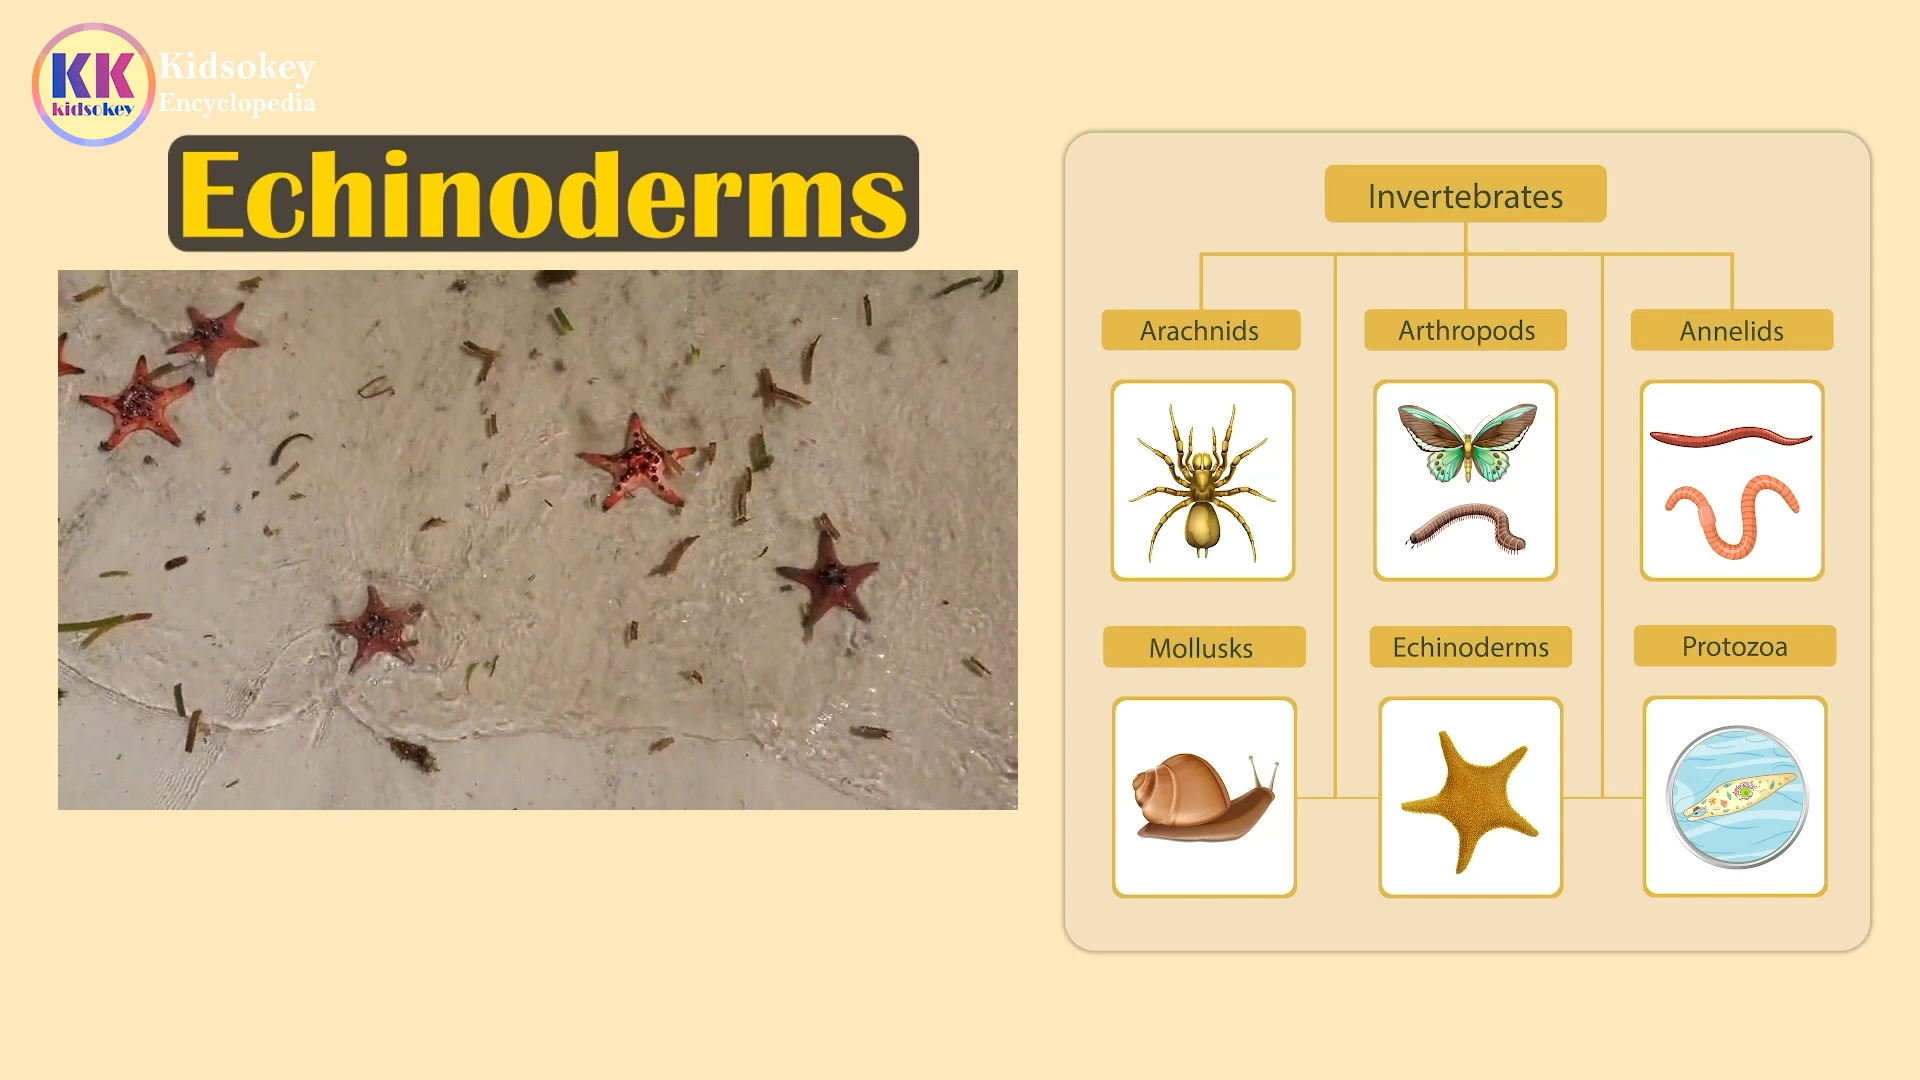 KK
kidsokey
Kidsokey
Encyclopedia
Echinoderms
Invertebrates
Arachnids
Arthropods
Annelids
Mollusks
Echinoderms
Protozoa